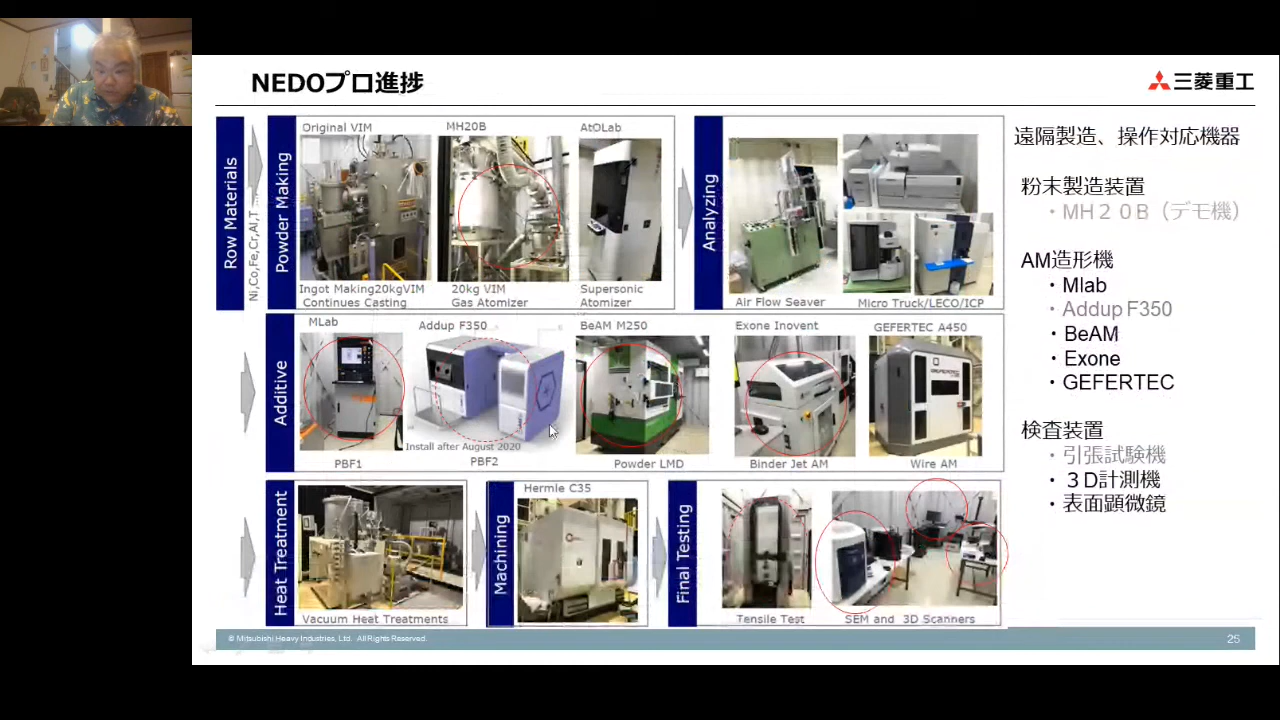 NEDOプロ進捗
三菱重工
Row Materials
Ni,Co,Fe,Cr,Al,T...
Powder Making
Original VIM
MH20B
AtOLab
Ingot Making20kgVIM
Continues Casting
20kg VIM
Gas Atomizer
Supersonic
Atomizer
Analyzing
Air Flow Seaver
Micro Truck/LECO/ICP
Additive
MLab
Addup F350
BeAM M250
Exone Inovent
GEFERTEC A450
Install after August 2020
PBF1
PBF2
Powder LMD
Binder Jet AM
Wire AM
Heat Treatment
Vacuum Heat Treatments
Machining
Hermle C35
Final Testing
Tensile Test
SEM and 3D Scanners
遠隔製造、操作対応機器
粉末製造装置
・MH20B（デモ機）
AM造形機
・Mlab
・Addup F350
・BeAM
・Exone
・GEFERTEC
検査装置
・引張試験機
・３D計測機
・表面顕微鏡
© Mitsubishi Heavy Industries, Ltd. All Rights Reserved.
25